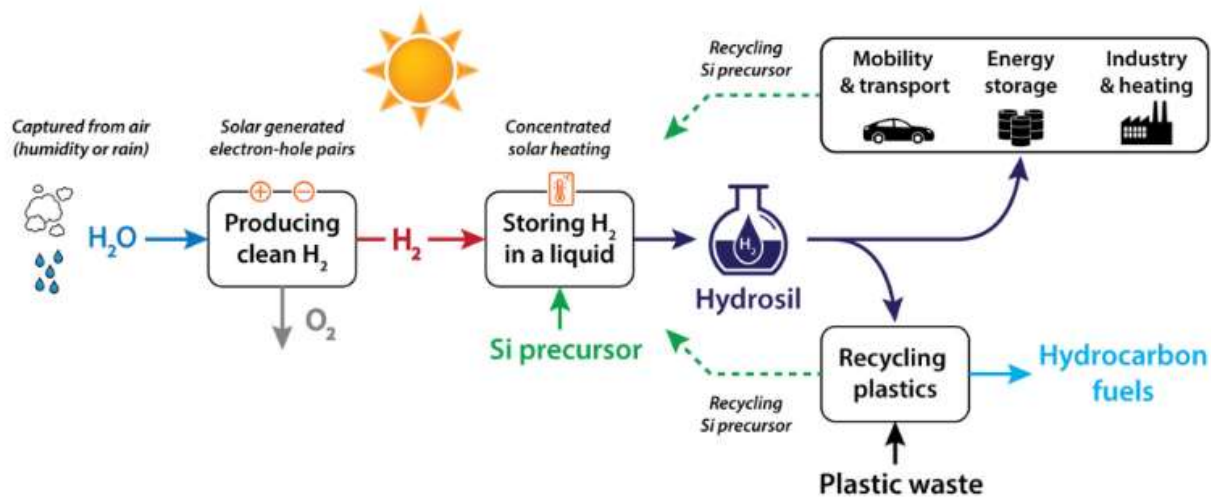 Captured from air
(humidity or rain)
H₂O
Solar generated
electron-hole pairs
Producing
clean H₂
O₂
H₂
Concentrated
solar heating
Storing H₂
in a liquid
Si precursor
H₂
Hydrosil
Recycling
Si precursor
Mobility
& transport
Energy
storage
Industry
& heating
Recycling
Si precursor
Recycling
plastics
Plastic waste
Hydrocarbon
fuels